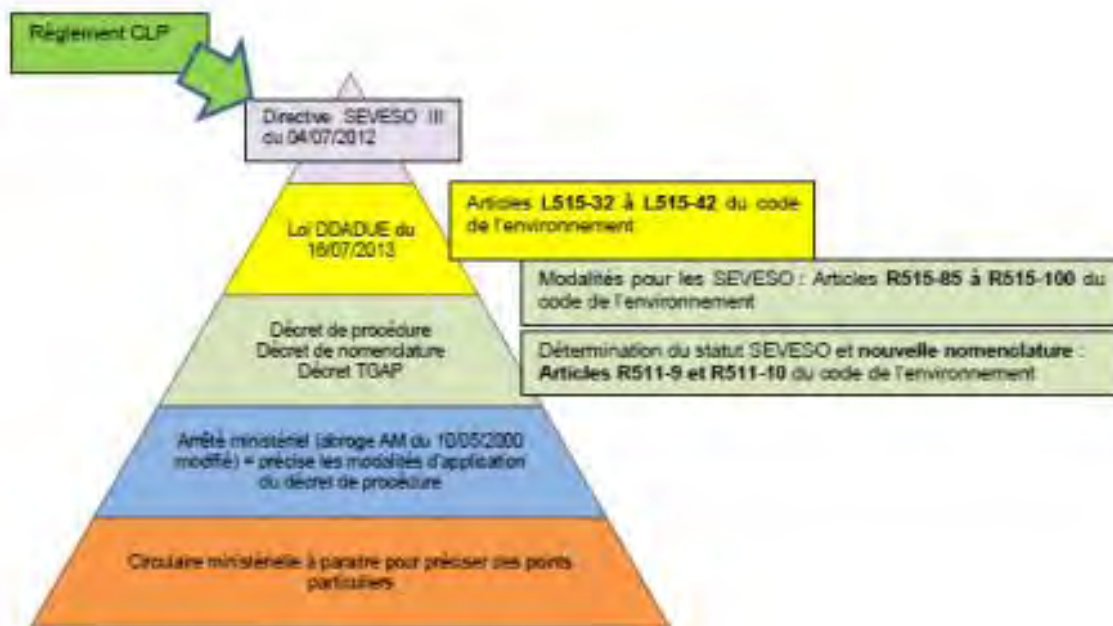 Règlement CLP
Directive SEVESO III
du 04/07/2012
Loi DDADUE du
16/07/2013
Articles L515-32 à L515-42 du code
de l'environnement
Modalités pour les SEVESO : Articles R515-85 à R515-100 du
code de l'environnement
Décret de procédure
Décret de nomenclature
Décret TGAP
Détermination du statut SEVESO et nouvelle nomenclature :
Articles R511-9 et R511-10 du code de l'environnement
Arrêté ministériel (abroge AM du 10/05/2000
modifié) = précise les modalités d'application
du décret de procédure
Circulaire ministérielle à paraitre pour préciser des points
particuliers